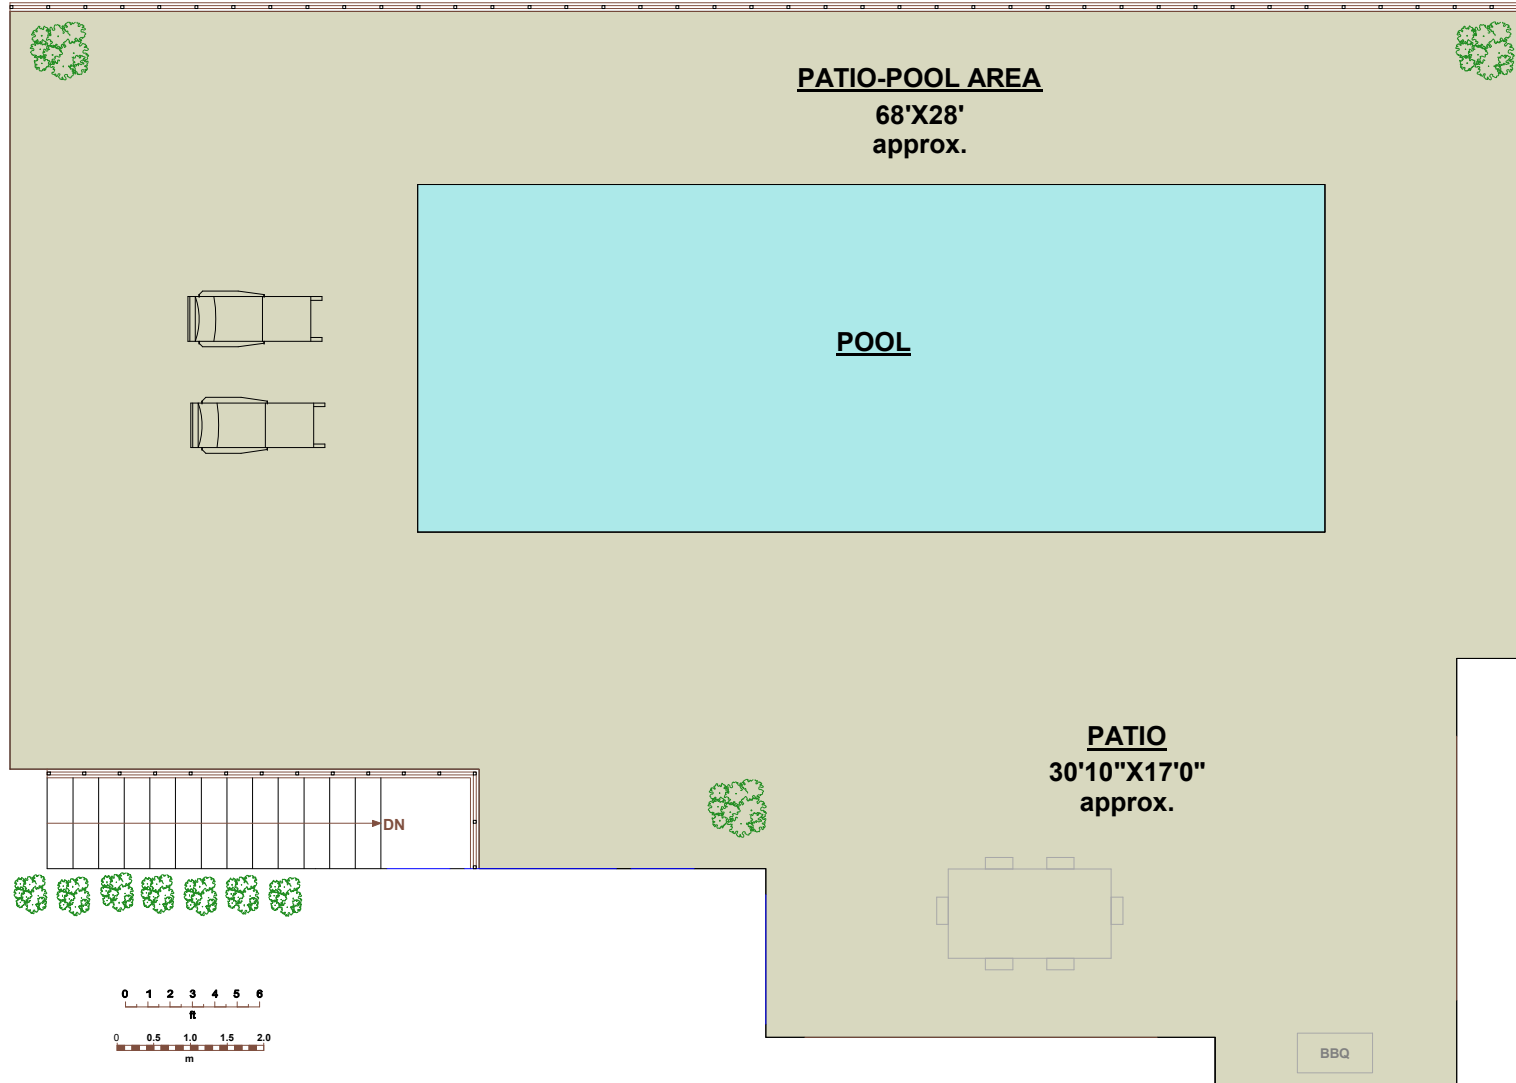 PATIO-POOL AREA
68'X28'
approx.
POOL
PATIO
30'10"X17'0"
approx.
DN
0 1 2 3 4 5 6
ft
0 0.5 1.0 1.5 2.0
m
BBQ